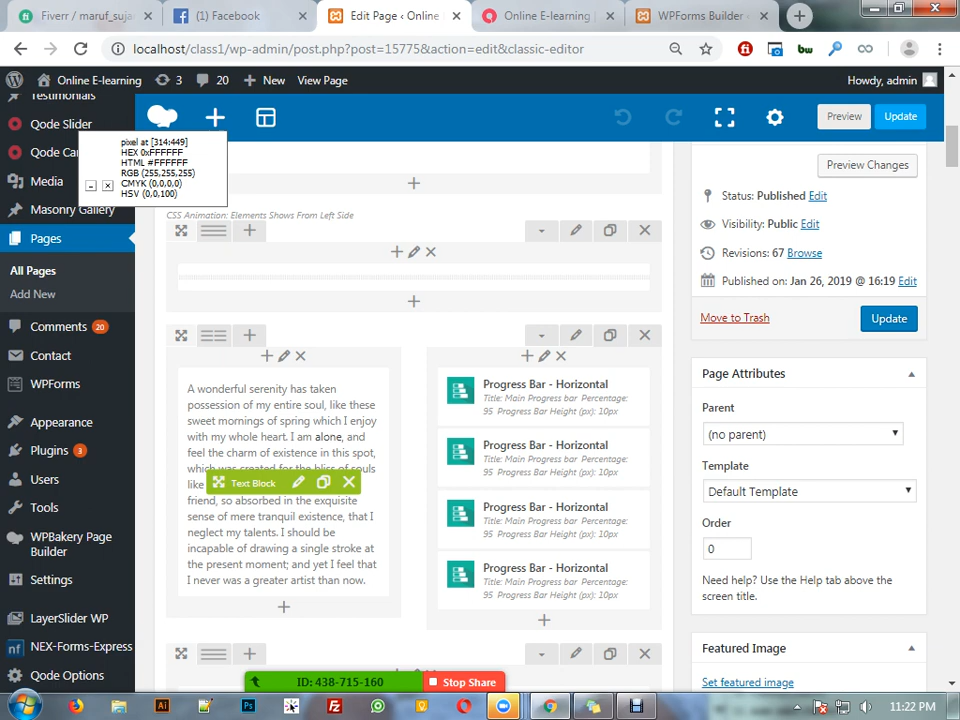 Fiverr / maruf_sujan
(1) Facebook
Edit Page ‹ Online
Online E-learning |
WPForms Builder ‹
localhost/class1/wp-admin/post.php?post=15775&action=edit&classic-editor
Online E-learning
3
20
New
View Page
Howdy, admin
Testimonials
Qode Slider
Qode Car
Media
Masonry Gallery
Pages
All Pages
Add New
Comments 20
Contact
WPForms
Appearance
Plugins 3
Users
Tools
WPBakery Page
Builder
Settings
LayerSlider WP
NEX-Forms-Express
Qode Options
pixel at [314:449]
HEX 0xFFFFFF
HTML #FFFFFF
RGB (255,255,255)
CMYK (0,0,0,0)
HSV (0,0,100)
Preview
Update
CSS Animation: Elements Shows From Left Side
A wonderful serenity has taken
possession of my entire soul, like these
sweet mornings of spring which I enjoy
with my whole heart. I am alone, and
feel the charm of existence in this spot,
which was created for the bliss of souls
like
Text Block
friend, so absorbed in the exquisite
sense of mere tranquil existence, that I
neglect my talents. I should be
incapable of drawing a single stroke at
the present moment; and yet I feel that
I never was a greater artist than now.
Progress Bar - Horizontal
Title: Main Progress bar Percentage:
95 Progress Bar Height (px): 10px
Progress Bar - Horizontal
Title: Main Progress bar Percentage:
95 Progress Bar Height (px): 10px
Progress Bar - Horizontal
Title: Main Progress bar Percentage:
95 Progress Bar Height (px): 10px
Progress Bar - Horizontal
Title: Main Progress bar Percentage:
95 Progress Bar Height (px): 10px
Preview Changes
Status: Published Edit
Visibility: Public Edit
Revisions: 67 Browse
Published on: Jan 26, 2019 @ 16:19 Edit
Move to Trash
Update
Page Attributes
Parent
(no parent)
Template
Default Template
Order
0
Need help? Use the Help tab above the
screen title.
Featured Image
Set featured image
ID: 438-715-160
Stop Share
11:22 PM